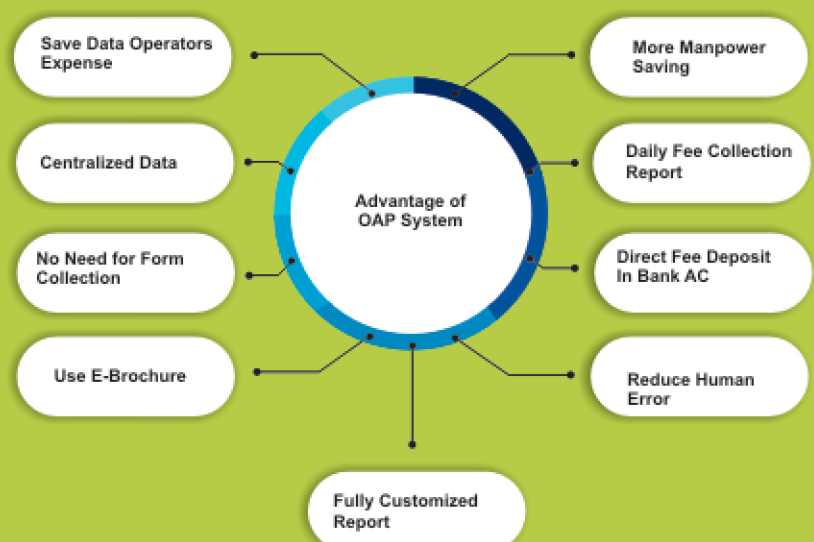 Save Data Operators
Expense
Centralized Data
No Need for Form
Collection
Use E-Brochure
Advantage of
OAP System
More Manpower
Saving
Daily Fee Collection
Report
Direct Fee Deposit
In Bank AC
Reduce Human
Error
Fully Customized
Report